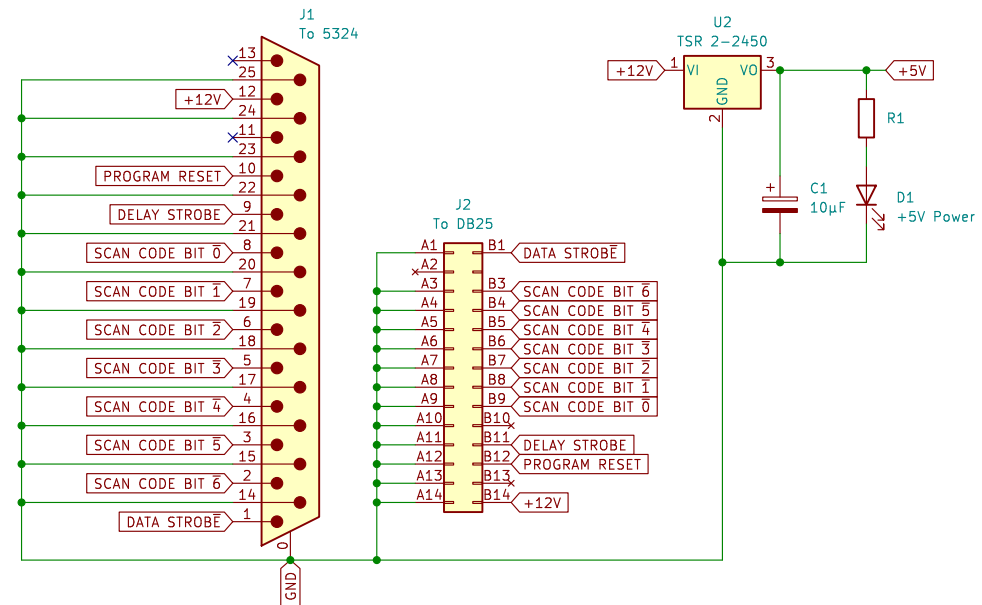 J1
To 5324
13
25
12
+12V
24
11
23
10
PROGRAM RESET
22
9
DELAY STROBE
21
8
SCAN CODE BIT 0̅
20
7
SCAN CODE BIT 1̅
19
6
SCAN CODE BIT 2̅
18
5
SCAN CODE BIT 3̅
17
4
SCAN CODE BIT 4̅
16
3
SCAN CODE BIT 5̅
15
2
SCAN CODE BIT 6̅
14
1
DATA STROBE̅
0
GND
J2
To DB25
A1 B1 DATA STROBE̅
A2
A3 B3 SCAN CODE BIT 6̅
A4 B4 SCAN CODE BIT 5̅
A5 B5 SCAN CODE BIT 4̅
A6 B6 SCAN CODE BIT 3̅
A7 B7 SCAN CODE BIT 2̅
A8 B8 SCAN CODE BIT 1̅
A9 B9 SCAN CODE BIT 0̅
A10 B10
A11 B11 DELAY STROBE
A12 B12 PROGRAM RESET
A13 B13
A14 B14 +12V
U2
TSR 2-2450
+12V 1 VI VO 3 +5V
GND
2
R1
+
C1
10µF
D1
+5V Power